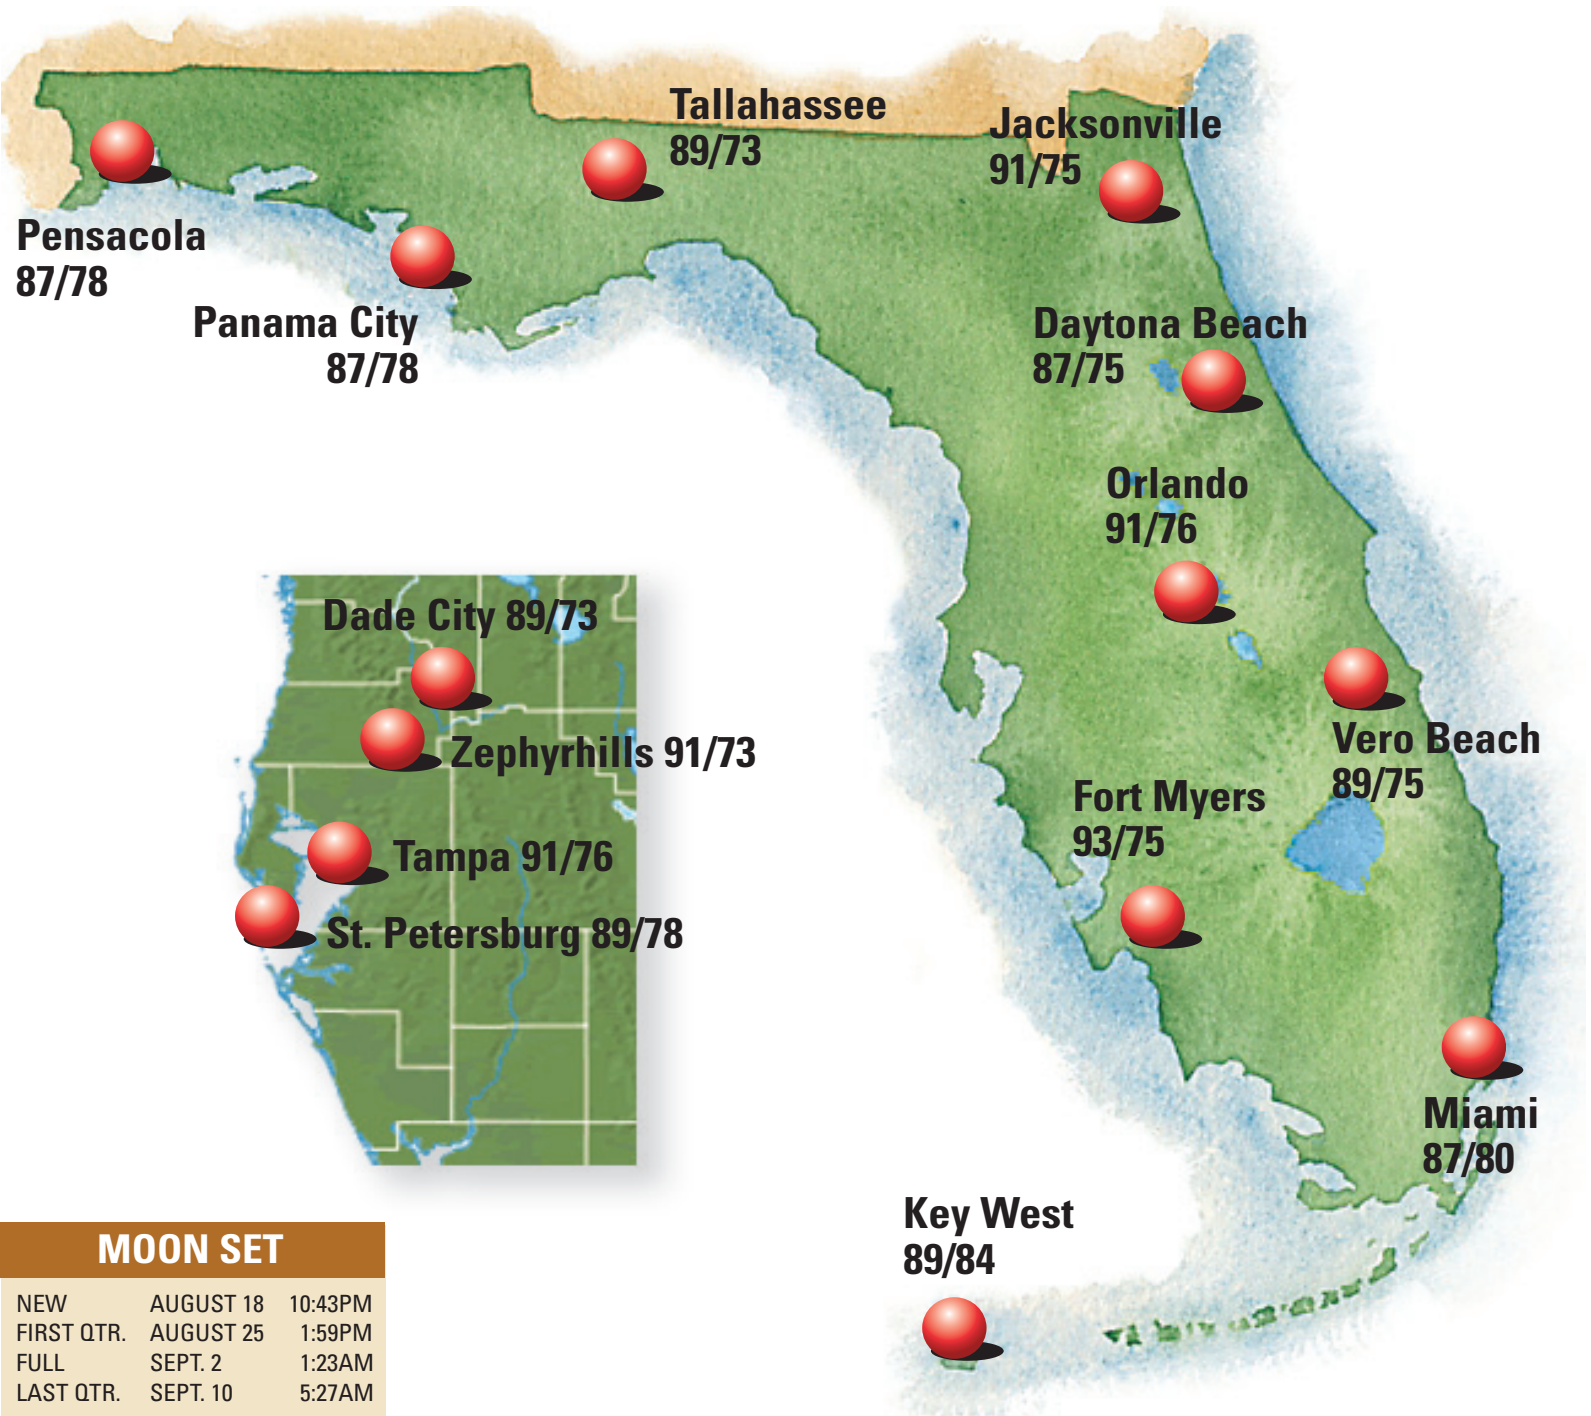 Tallahassee
89/73
Jacksonville
91/75
Pensacola
87/78
Panama City
87/78
Daytona Beach
87/75
Orlando
91/76
Dade City 89/73
Zephyrhills 91/73
Vero Beach
89/75
Fort Myers
93/75
Tampa 91/76
St. Petersburg 89/78
Miami
87/80
Key West
89/84
MOON SET
NEW AUGUST 18 10:43PM
FIRST QTR. AUGUST 25 1:59PM
FULL SEPT. 2 1:23AM
LAST QTR. SEPT. 10 5:27AM